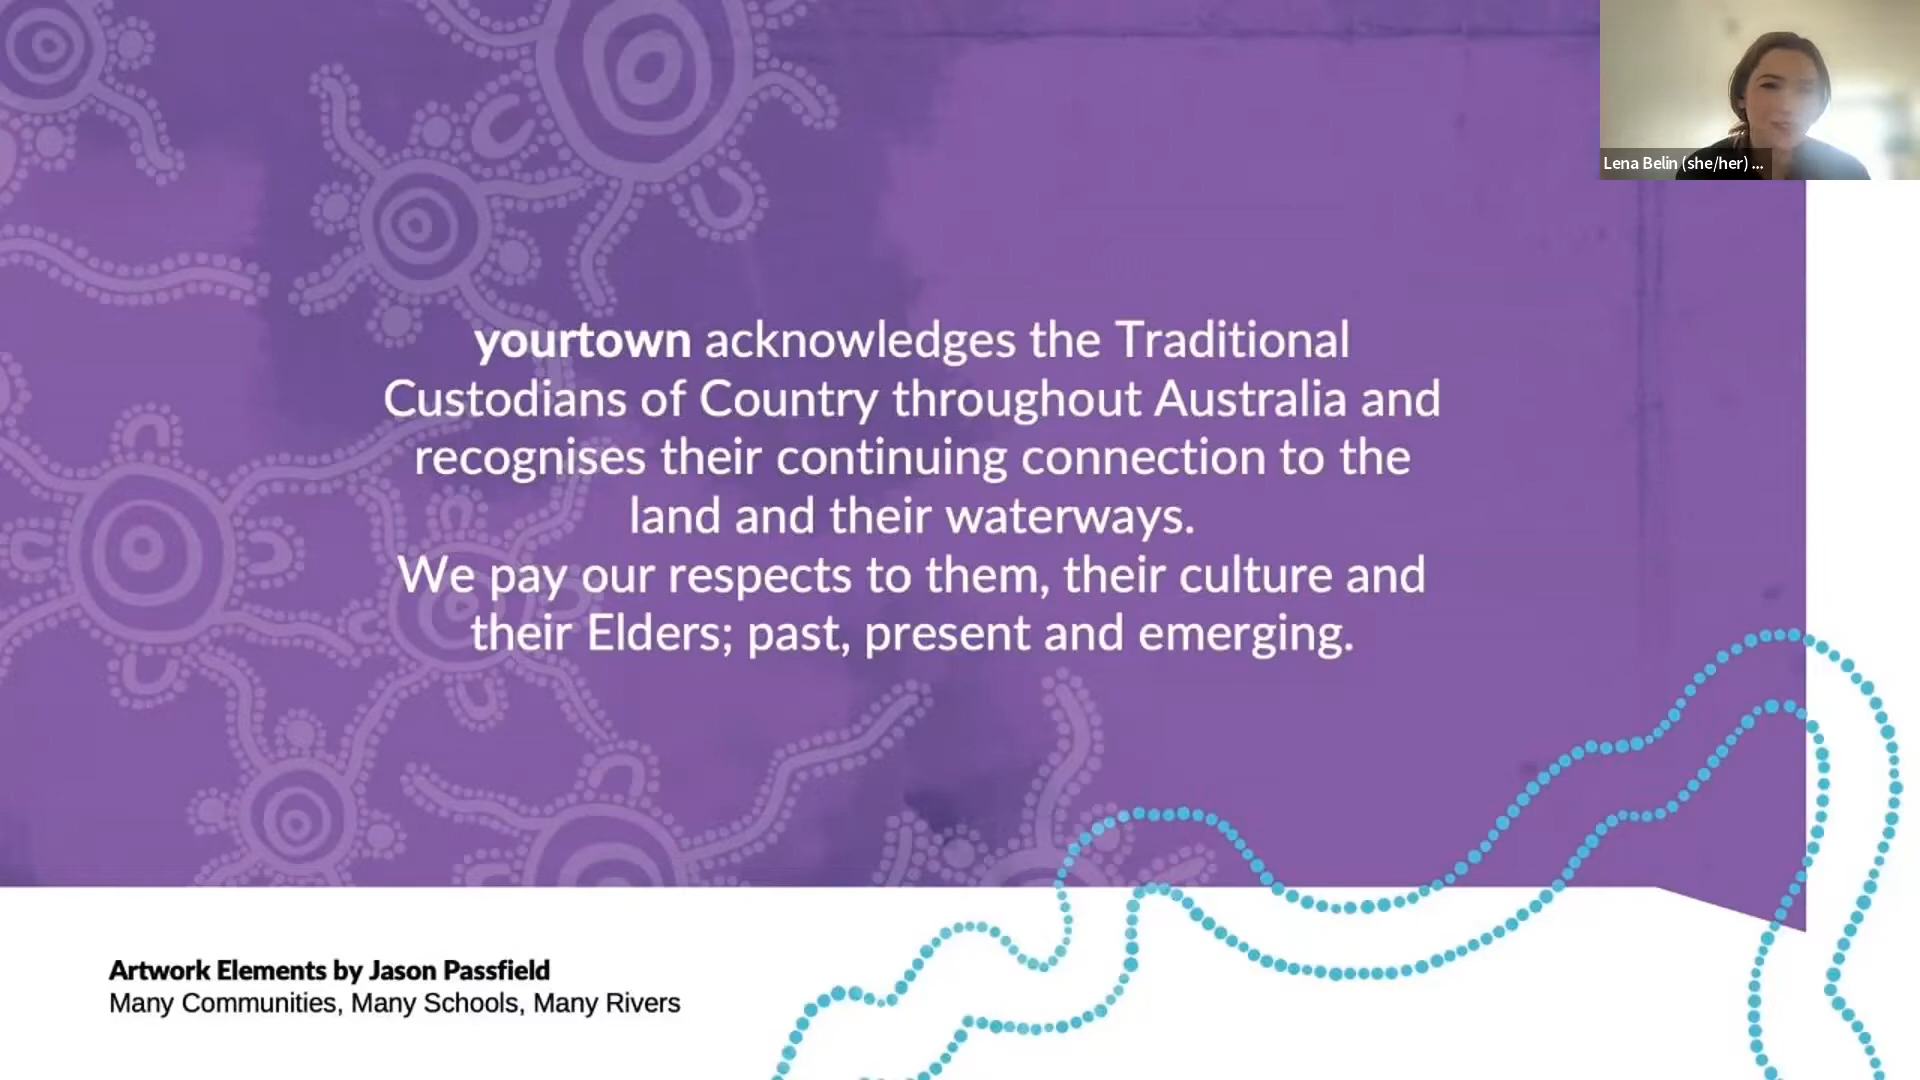 Lena Belin (she/her) ...
yourtown acknowledges the Traditional
Custodians of Country throughout Australia and
recognises their continuing connection to the
land and their waterways.
We pay our respects to them, their culture and
their Elders; past, present and emerging.
Artwork Elements by Jason Passfield
Many Communities, Many Schools, Many Rivers